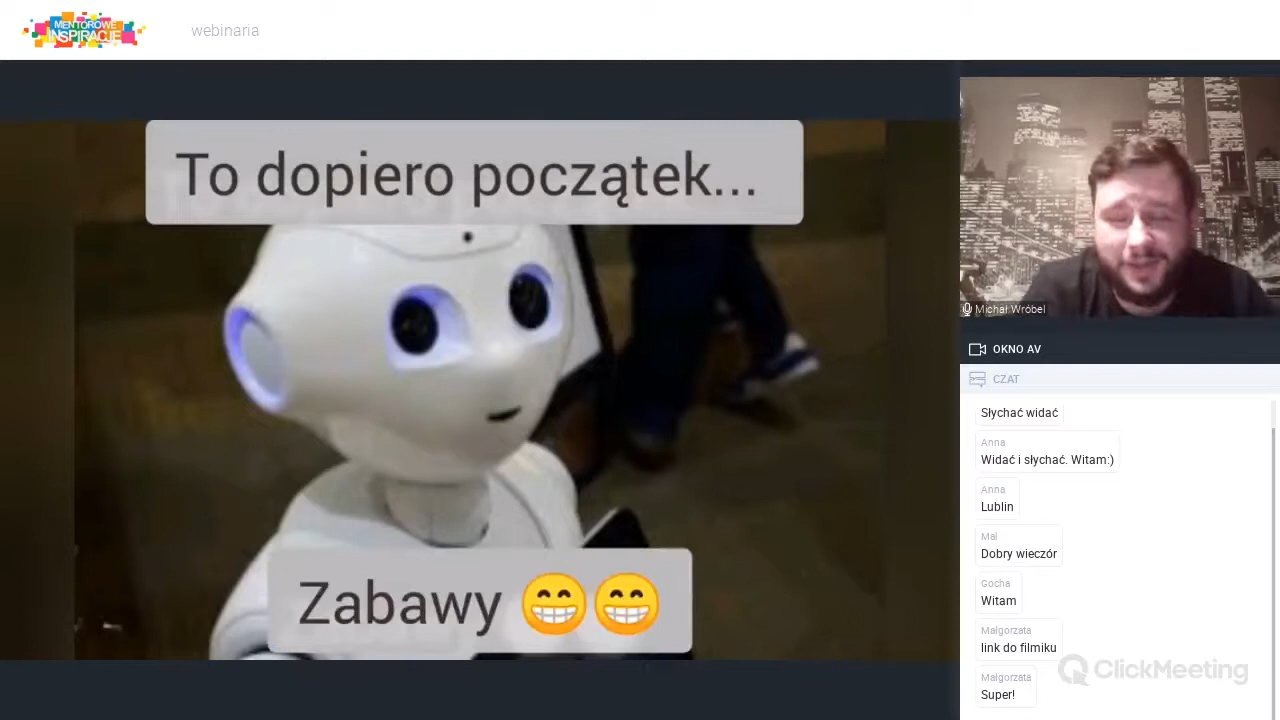 MENTOROWE
INSPIRACJE
webinaria
To dopiero początek...
Zabawy 😁😁
Michał Wróbel
OKNO AV
CZAT
Słychać widać
Anna
Widać i słychać. Witam:)
Anna
Lublin
Mal
Dobry wieczór
Gocha
Witam
Małgorzata
link do filmiku
Małgorzata
Super!
ClickMeeting